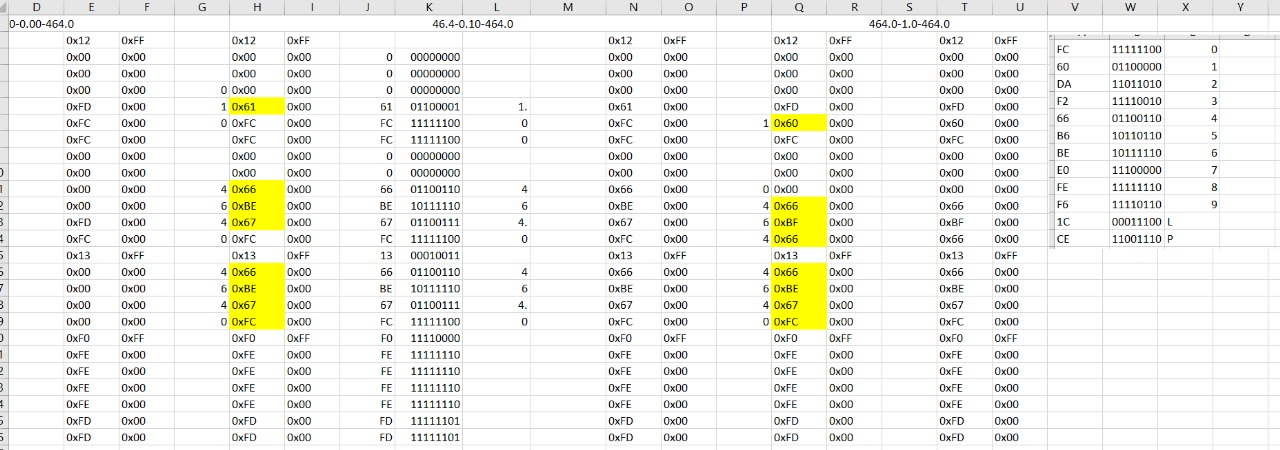 D E F G H I J K L M N O P Q R S T U V W X Y
0-0.00-464.0 46.4-0.10-464.0 464.0-1.0-464.0
0x12 0xFF 0x12 0xFF 0x12 0xFF 0x12 0xFF 0x12 0xFF
0x00 0x00 0x00 0x00 0 00000000 0x00 0x00 0x00 0x00 0x00 0x00 FC 11111100 0
0x00 0x00 0x00 0x00 0 00000000 0x00 0x00 0x00 0x00 0x00 0x00 60 01100000 1
0x00 0x00 0 0x00 0x00 0 00000000 0x00 0x00 0x00 0x00 0x00 0x00 DA 11011010 2
0xFD 0x00 1 0x61 0x00 61 01100001 1. 0x61 0x00 0xFD 0x00 0xFD 0x00 F2 11110010 3
0xFC 0x00 0 0xFC 0x00 FC 11111100 0 0xFC 0x00 1 0x60 0x00 0x60 0x00 66 01100110 4
0xFC 0x00 0xFC 0x00 FC 11111100 0 0xFC 0x00 0xFC 0x00 0xFC 0x00 B6 10110110 5
0x00 0x00 0x00 0x00 0 00000000 0x00 0x00 0x00 0x00 0x00 0x00 BE 10111110 6
0x00 0x00 0x00 0x00 0 00000000 0x00 0x00 0x00 0x00 0x00 0x00 E0 11100000 7
0x00 0x00 4 0x66 0x00 66 01100110 4 0x66 0x00 0 0x00 0x00 0x00 0x00 FE 11111110 8
0x00 0x00 6 0xBE 0x00 BE 10111110 6 0xBE 0x00 4 0x66 0x00 0x66 0x00 F6 11110110 9
0xFD 0x00 4 0x67 0x00 67 01100111 4. 0x67 0x00 6 0xBF 0x00 0xBF 0x00 1C 00011100 L
0xFC 0x00 0 0xFC 0x00 FC 11111100 0 0xFC 0x00 4 0x66 0x00 0x66 0x00 CE 11001110 P
0x13 0xFF 0x13 0xFF 13 00010011 0x13 0xFF 0x13 0xFF 0x13 0xFF
0x00 0x00 4 0x66 0x00 66 01100110 4 0x66 0x00 4 0x66 0x00 0x66 0x00
0x00 0x00 6 0xBE 0x00 BE 10111110 6 0xBE 0x00 6 0xBE 0x00 0xBE 0x00
0x00 0x00 4 0x67 0x00 67 01100111 4. 0x67 0x00 4 0x67 0x00 0x67 0x00
0x00 0x00 0 0xFC 0x00 FC 11111100 0 0xFC 0x00 0 0xFC 0x00 0xFC 0x00
0xF0 0xFF 0xF0 0xFF F0 11110000 0xF0 0xFF 0xF0 0xFF 0xF0 0xFF
0xFE 0x00 0xFE 0x00 FE 11111110 0xFE 0x00 0xFE 0x00 0xFE 0x00
0xFE 0x00 0xFE 0x00 FE 11111110 0xFE 0x00 0xFE 0x00 0xFE 0x00
0xFE 0x00 0xFE 0x00 FE 11111110 0xFE 0x00 0xFE 0x00 0xFE 0x00
0xFE 0x00 0xFE 0x00 FE 11111110 0xFE 0x00 0xFE 0x00 0xFE 0x00
0xFD 0x00 0xFD 0x00 FD 11111101 0xFD 0x00 0xFD 0x00 0xFD 0x00
0xFD 0x00 0xFD 0x00 FD 11111101 0xFD 0x00 0xFD 0x00 0xFD 0x00